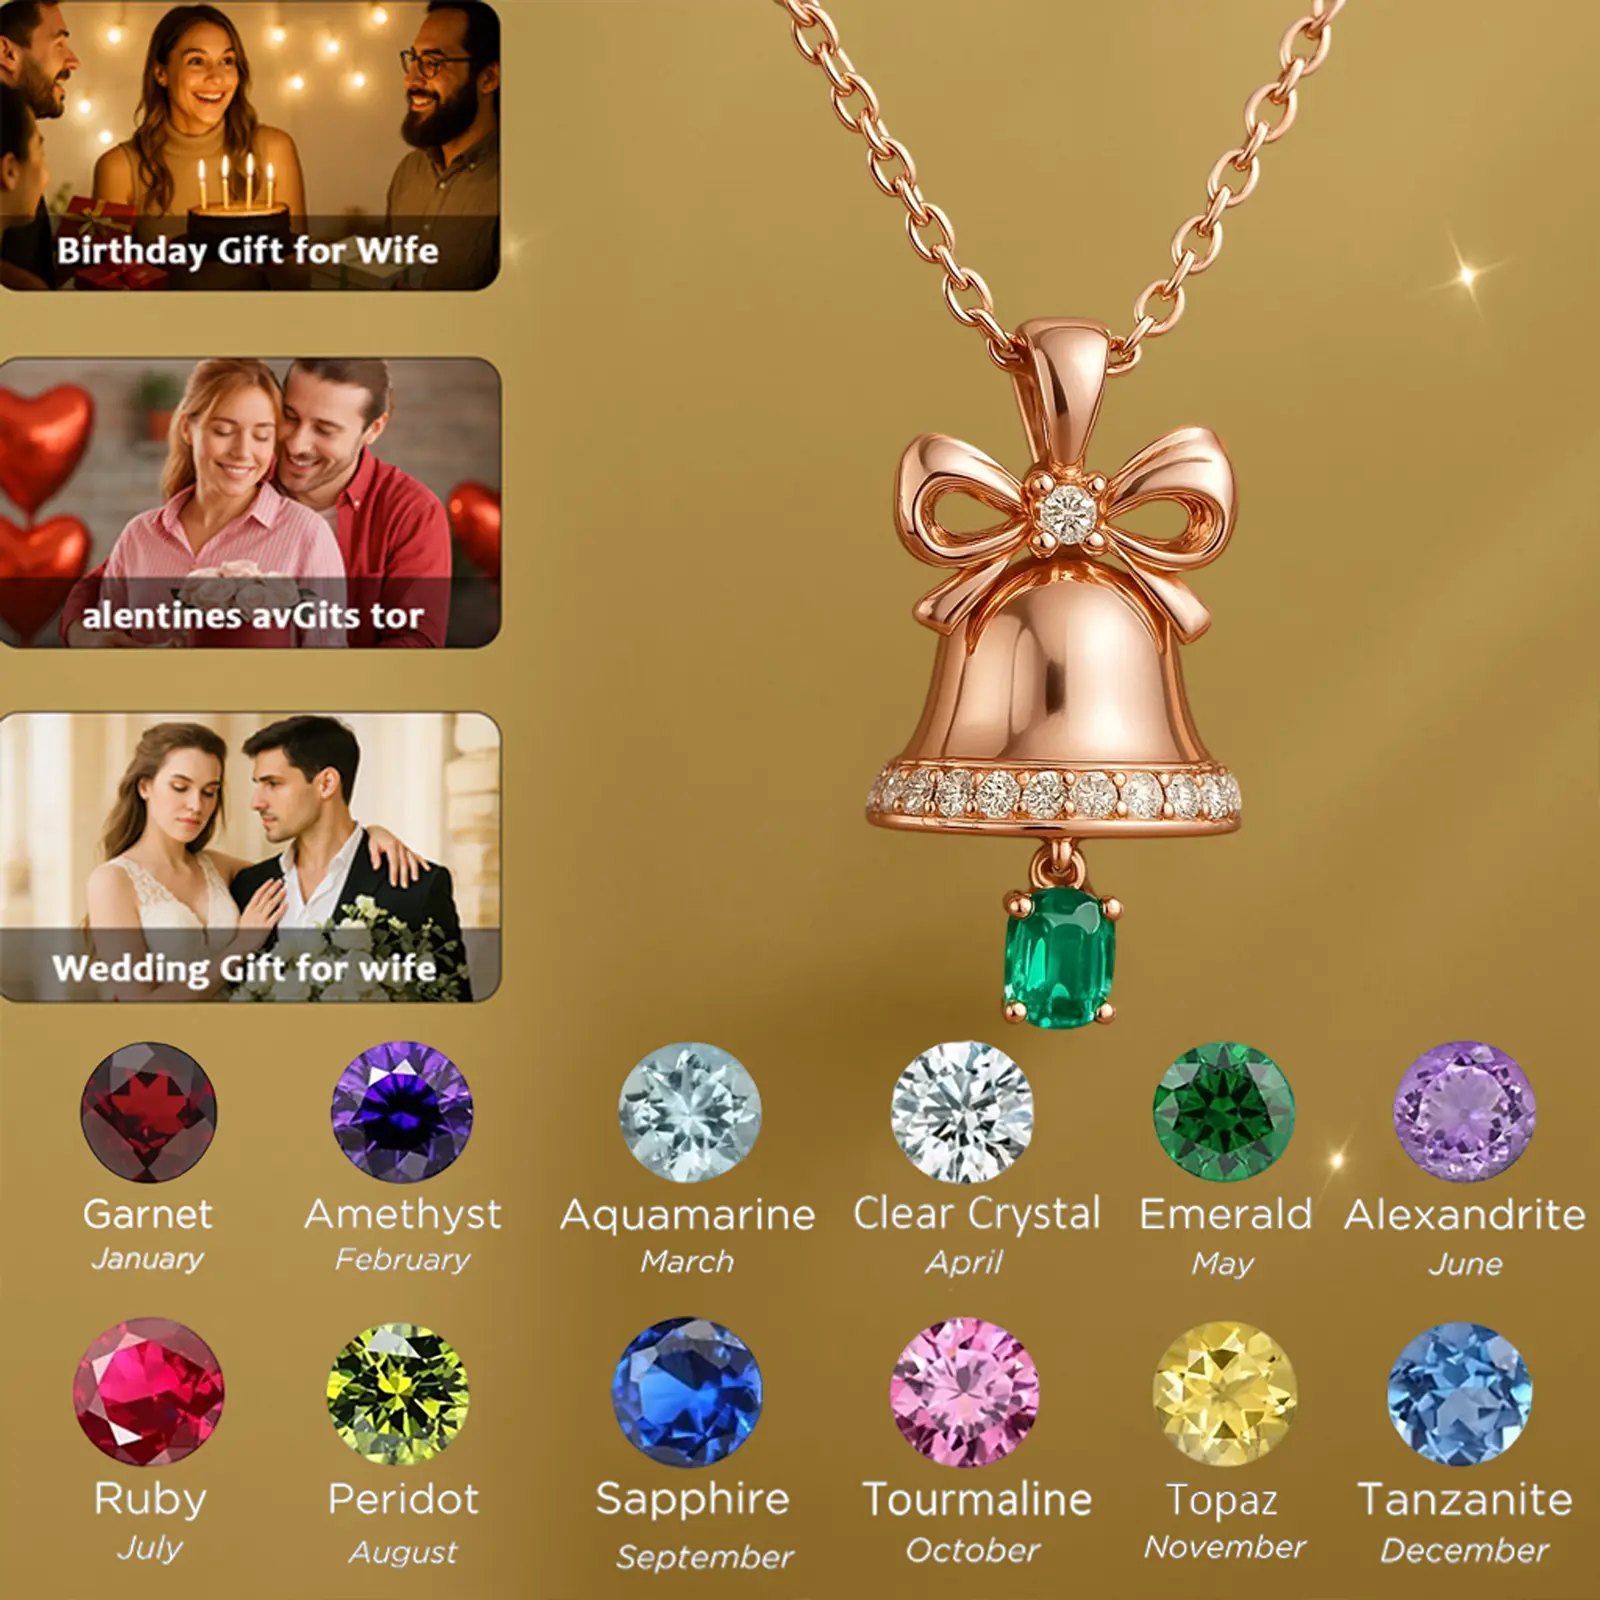 Birthday Gift for Wife
alentines avGits tor
Wedding Gift for wife
Garnet
January
Amethyst
February
Aquamarine
March
Clear Crystal
April
Emerald
May
Alexandrite
June
Ruby
July
Peridot
August
Sapphire
September
Tourmaline
October
Topaz
November
Tanzanite
December